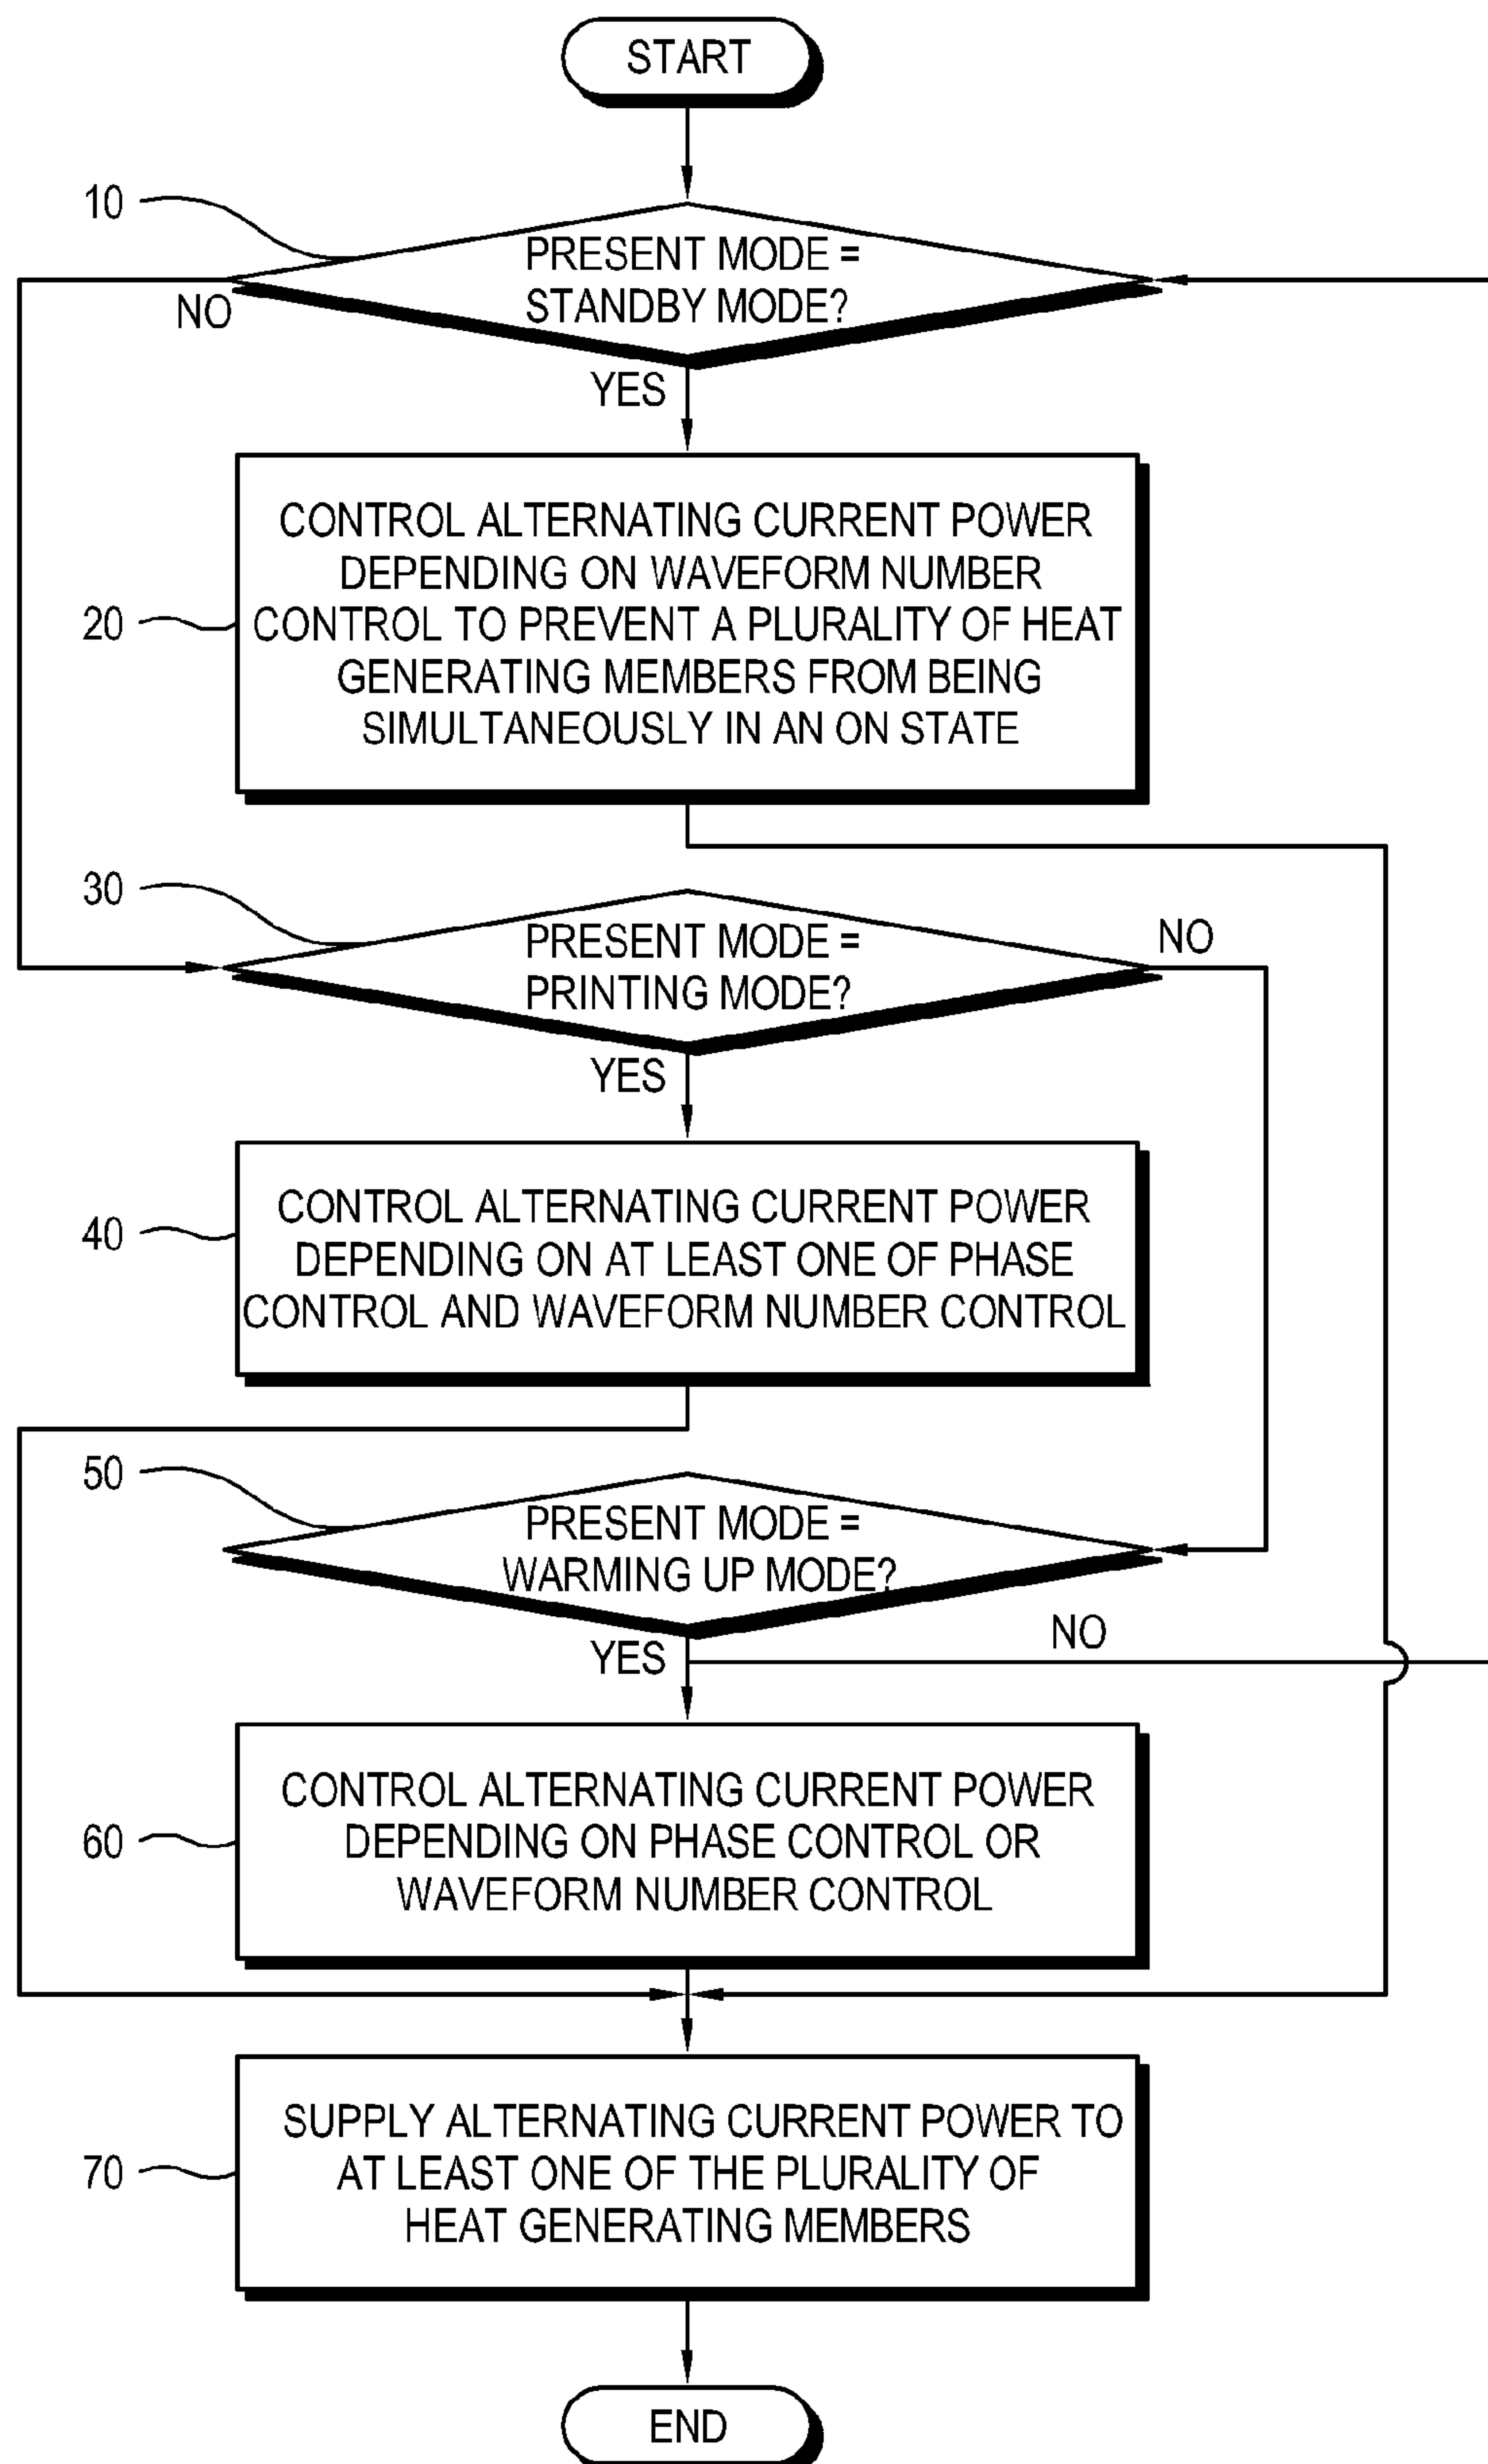 START
10
PRESENT MODE =
STANDBY MODE?
NO
YES
CONTROL ALTERNATING CURRENT POWER
DEPENDING ON WAVEFORM NUMBER
20
CONTROL TO PREVENT A PLURALITY OF HEAT
GENERATING MEMBERS FROM BEING
SIMULTANEOUSLY IN AN ON STATE
30
PRESENT MODE =
PRINTING MODE?
NO
YES
CONTROL ALTERNATING CURRENT POWER
40
DEPENDING ON AT LEAST ONE OF PHASE
CONTROL AND WAVEFORM NUMBER CONTROL
50
PRESENT MODE =
WARMING UP MODE?
NO
YES
CONTROL ALTERNATING CURRENT POWER
60
DEPENDING ON PHASE CONTROL OR
WAVEFORM NUMBER CONTROL
SUPPLY ALTERNATING CURRENT POWER TO
70
AT LEAST ONE OF THE PLURALITY OF
HEAT GENERATING MEMBERS
END